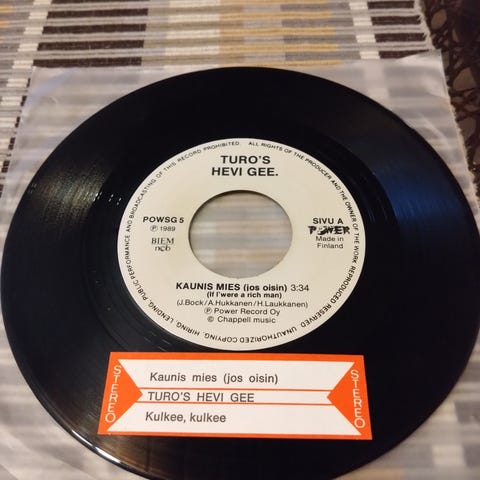 UNAUTHORIZED COPYING, HIRING, LENDING, PUBLIC PERFORMANCE AND BROADCASTING OF THIS RECORD PROHIBITED. ALL RIGHTS OF THE PRODUCER AND THE OWNER OF THE WORK REPRODUCED RESERVED.
TURO'S
HEVI GEE.
POWSG 5
℗ 1989
BIEM
ncb
SIVU A
POWER
Made in
Finland
KAUNIS MIES (jos oisin) 3:34
(If I'were a rich man)
(J.Bock/A.Hukkanen/H.Laukkanen)
℗ Power Record Oy
© Chappell music
STEREO
Kaunis mies (jos oisin)
TURO'S HEVI GEE
Kulkee, kulkee
STEREO